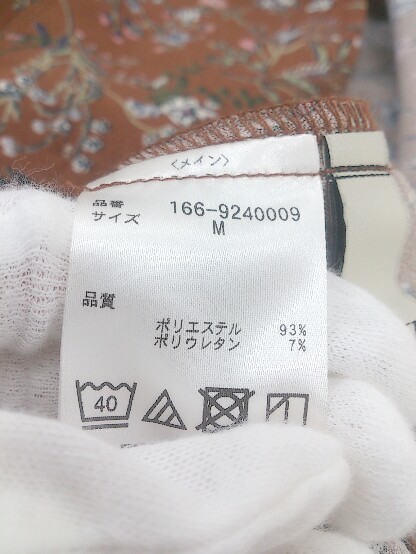 〈メイン〉
品番 166-9240009
サイズ M
品質
ポリエステル 93%
ポリウレタン 7%
40